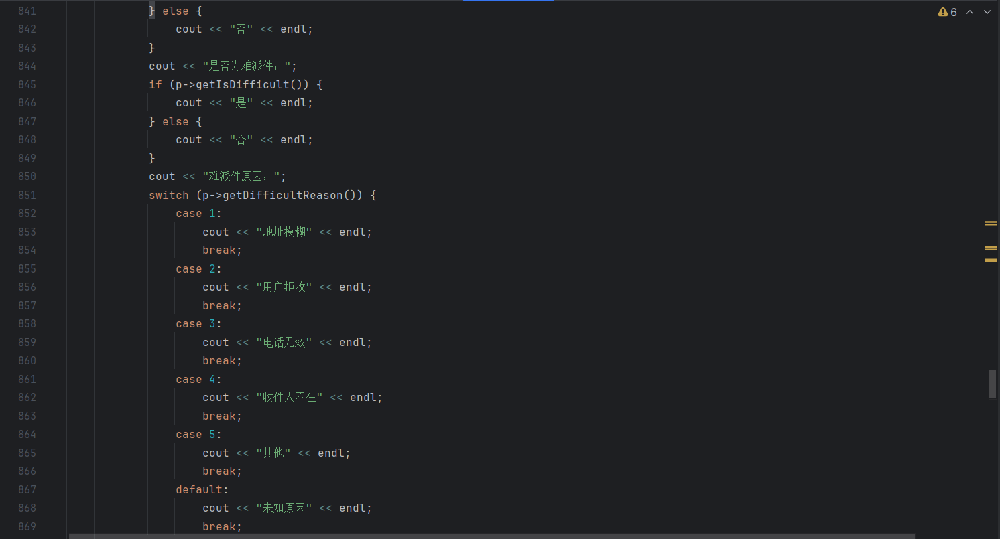 841 } else {
842 cout << "否" << endl;
843 }
844 cout << "是否为难派件：";
845 if (p->getIsDifficult()) {
846 cout << "是" << endl;
847 } else {
848 cout << "否" << endl;
849 }
850 cout << "难派件原因：";
851 switch (p->getDifficultReason()) {
852 case 1:
853 cout << "地址模糊" << endl;
854 break;
855 case 2:
856 cout << "用户拒收" << endl;
857 break;
858 case 3:
859 cout << "电话无效" << endl;
860 break;
861 case 4:
862 cout << "收件人不在" << endl;
863 break;
864 case 5:
865 cout << "其他" << endl;
866 break;
867 default:
868 cout << "未知原因" << endl;
869 break;
6